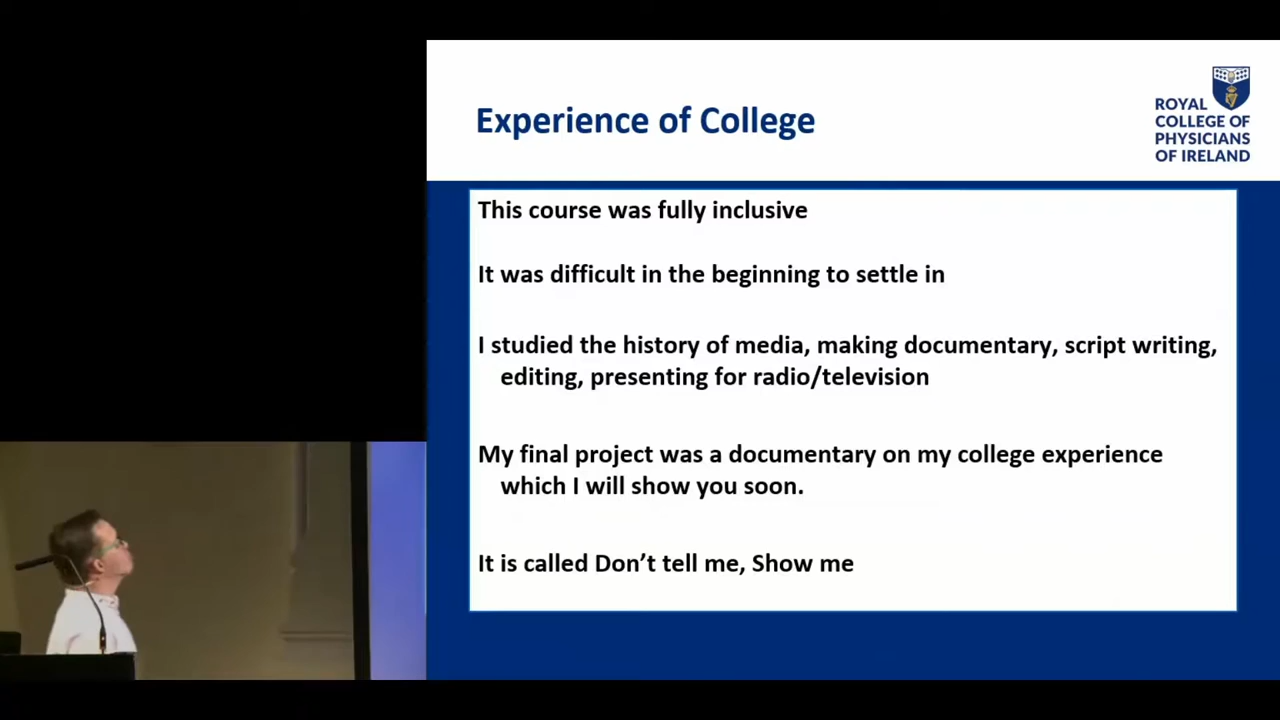 Experience of College
ROYAL
COLLEGE OF
PHYSICIANS
OF IRELAND
This course was fully inclusive
It was difficult in the beginning to settle in
I studied the history of media, making documentary, script writing,
editing, presenting for radio/television
My final project was a documentary on my college experience
which I will show you soon.
It is called Don’t tell me, Show me